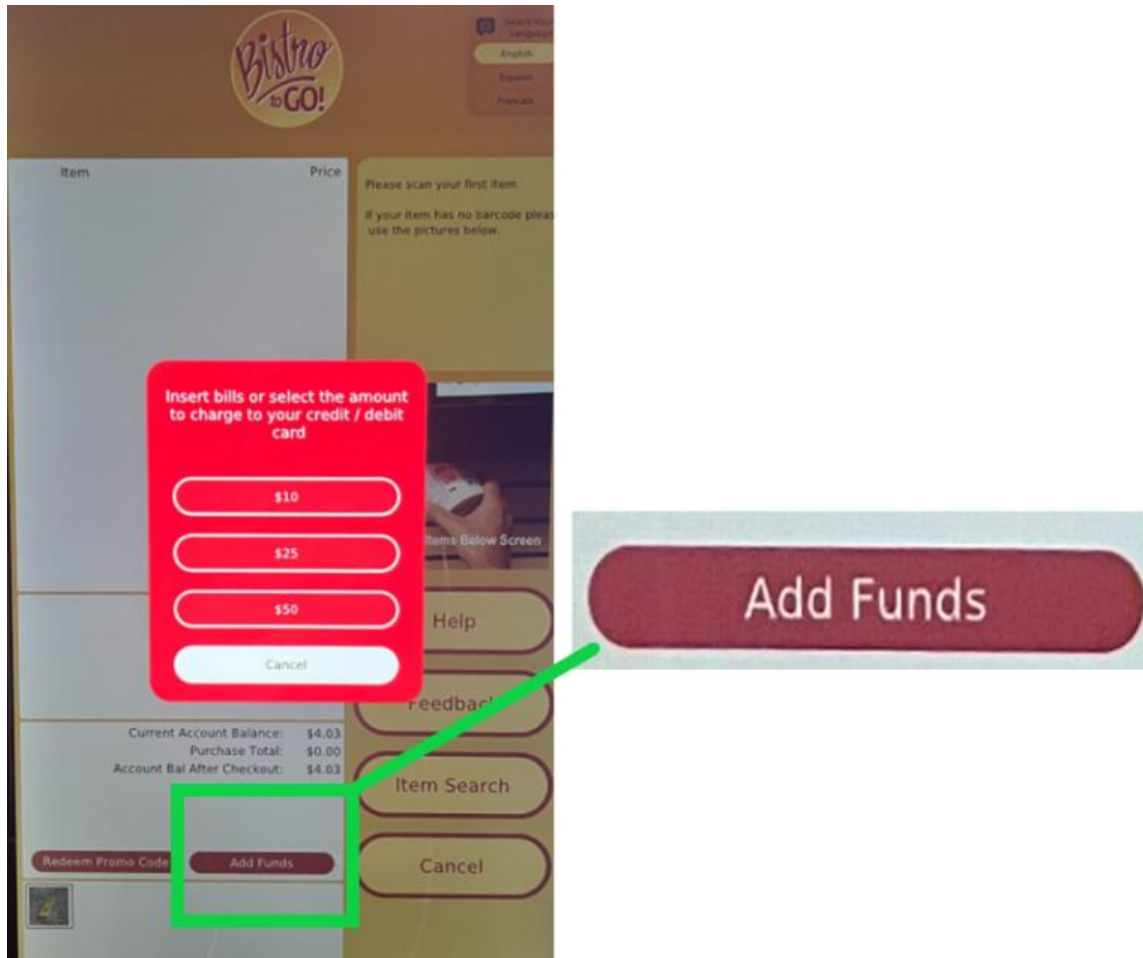 Bistro
to GO!
Select Your
Language
English
Español
Français
Item Price
Please scan your first item.
If your item has no barcode pleas
use the pictures below.
Insert bills or select the amount
to charge to your credit / debit
card
$10
$25
$50
Cancel
Items Below Screen
Help
Feedback
Item Search
Cancel
Current Account Balance: $4.03
Purchase Total: $0.00
Account Bal After Checkout: $4.03
Redeem Promo Code
Add Funds
Add Funds